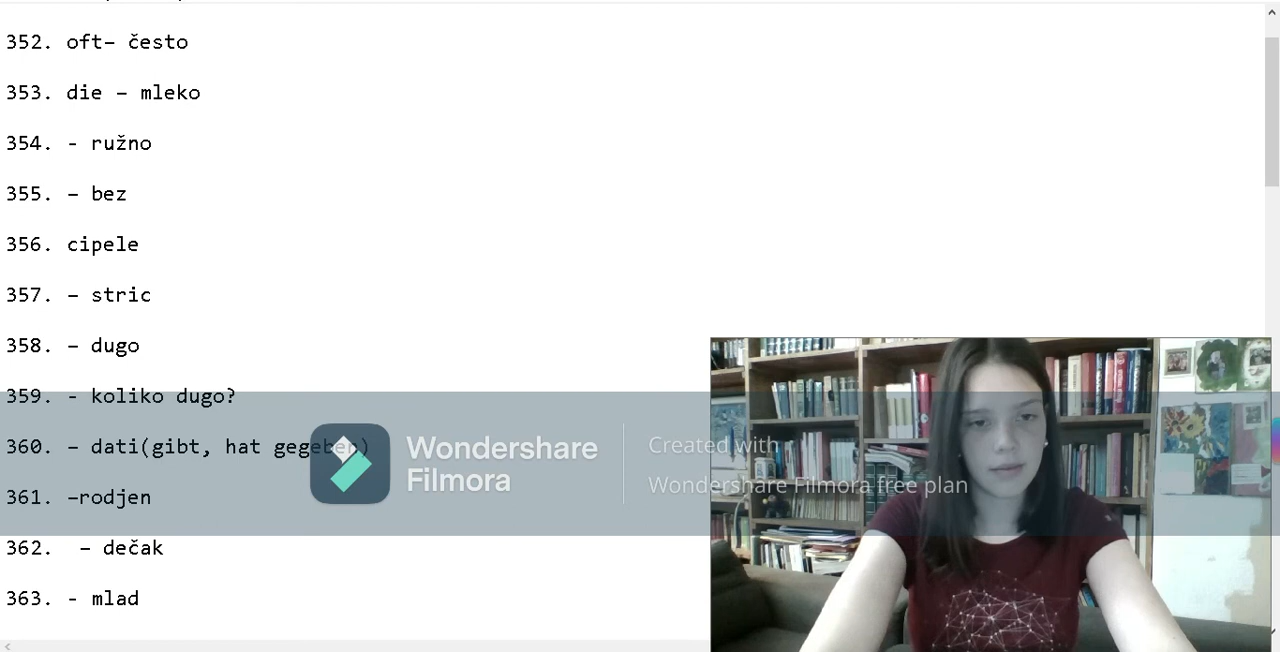 352. oft– često
353. die – mleko
354. - ružno
355. – bez
356. cipele
357. – stric
358. – dugo
359. - koliko dugo?
360. – dati(gibt, hat gegeben)
361. –rodjen
362. – dečak
363. - mlad
Wondershare
Filmora
Created with
Wondershare Filmora free plan